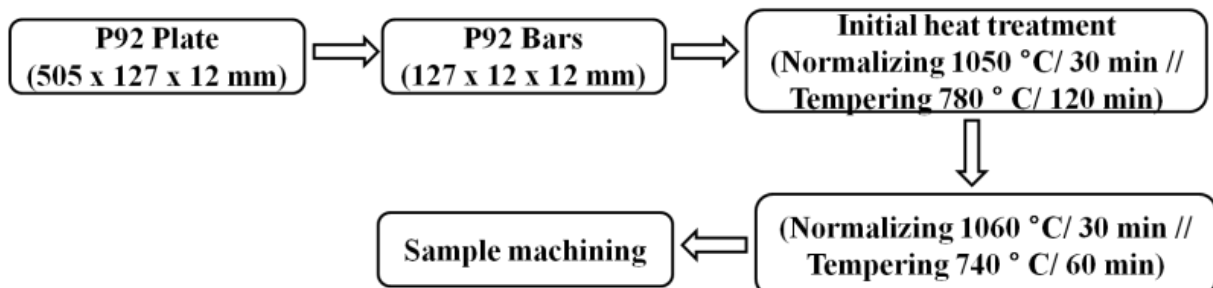 P92 Plate
(505 x 127 x 12 mm)
P92 Bars
(127 x 12 x 12 mm)
Initial heat treatment
(Normalizing 1050 °C/ 30 min //
Tempering 780 ° C/ 120 min)
(Normalizing 1060 °C/ 30 min //
Tempering 740 ° C/ 60 min)
Sample machining